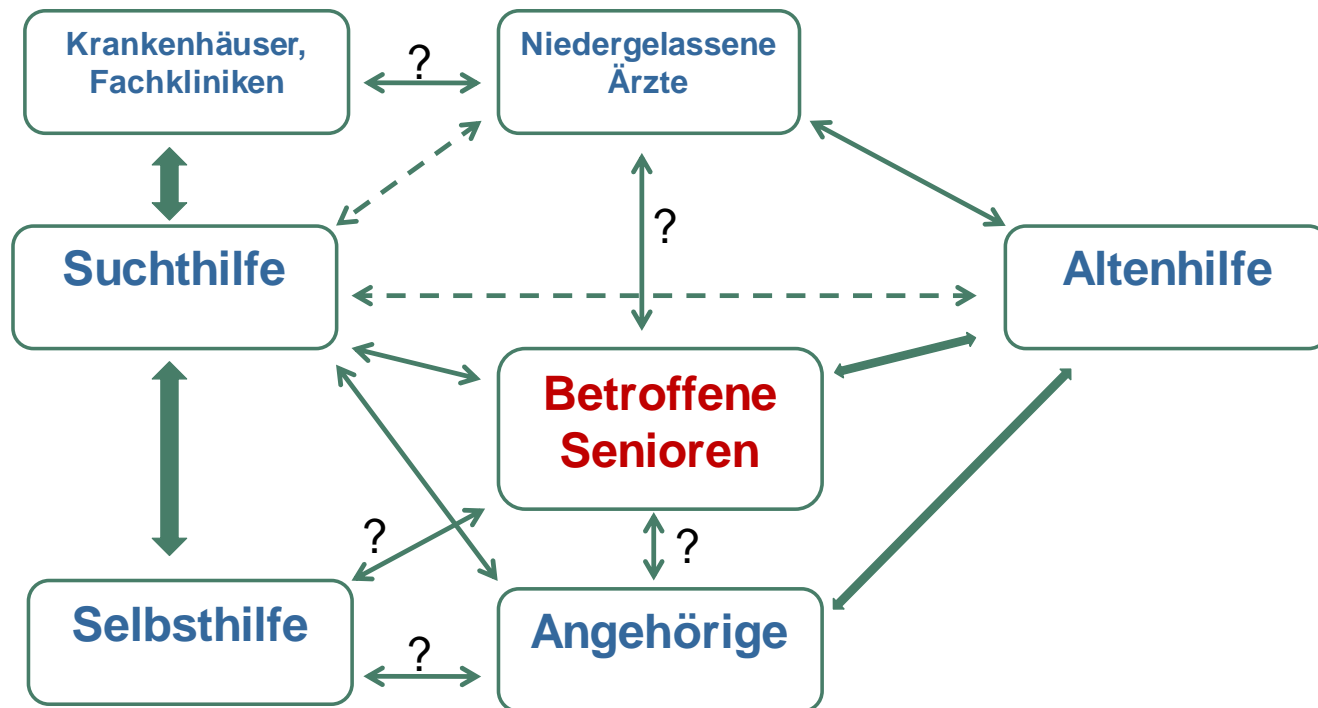 Krankenhäuser,
Fachkliniken
?
Niedergelassene
Ärzte
?
Suchthilfe
Altenhilfe
Betroffene
Senioren
?
?
Selbsthilfe
?
Angehörige